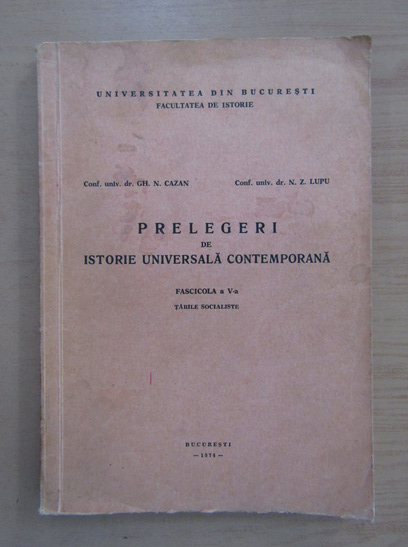 UNIVERSITATEA DIN BUCUREȘTI
FACULTATEA DE ISTORIE
Conf. univ. dr. GH. N. CAZAN Conf. univ. dr. N. Z. LUPU
PRELEGERI
DE
ISTORIE UNIVERSALĂ CONTEMPORANĂ
FASCICOLA a V-a
ȚĂRILE SOCIALISTE
BUCUREȘTI
— 1974 —